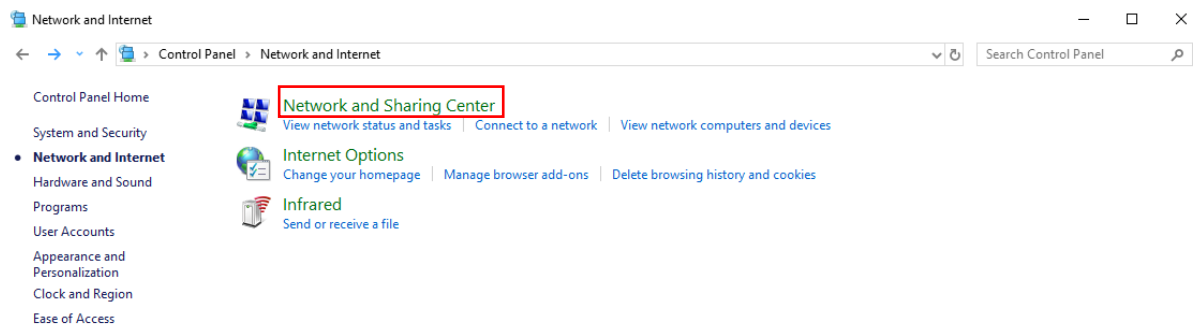 Network and Internet
Control Panel > Network and Internet
Search Control Panel
Control Panel Home
System and Security
Network and Internet
Hardware and Sound
Programs
User Accounts
Appearance and
Personalization
Clock and Region
Ease of Access
Network and Sharing Center
View network status and tasks | Connect to a network | View network computers and devices
Internet Options
Change your homepage | Manage browser add-ons | Delete browsing history and cookies
Infrared
Send or receive a file